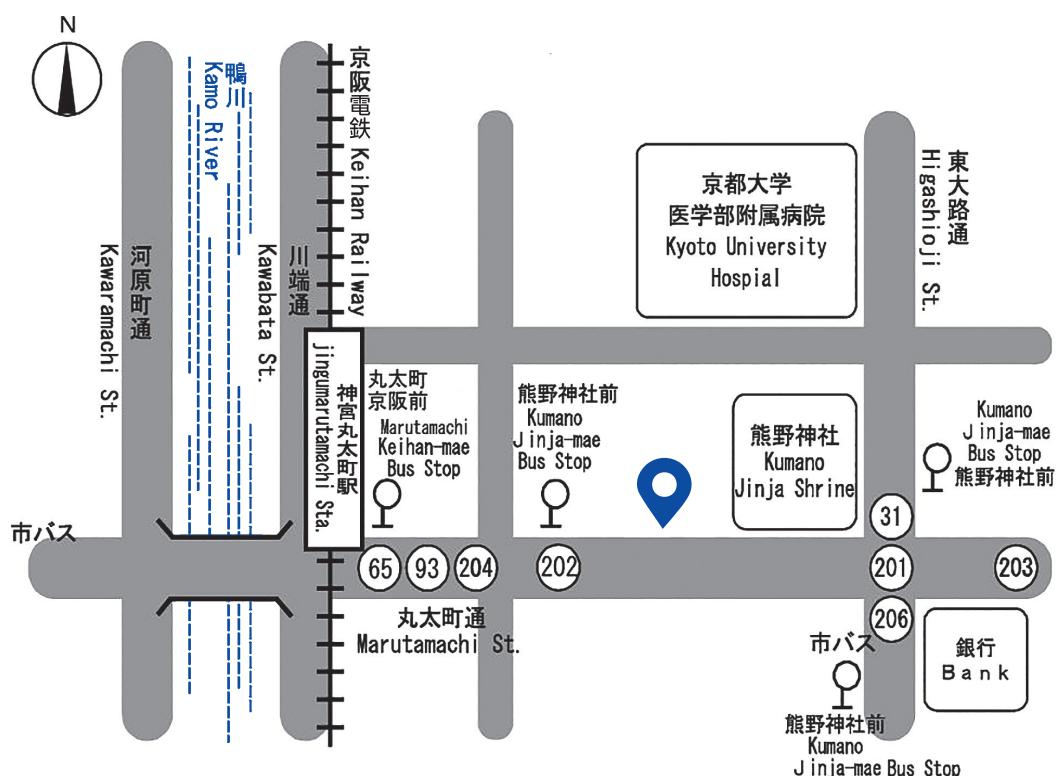 N
鴨川
Kamo River
京阪電鉄 Keihan Railway
河原町通
Kawaramachi St.
川端通
Kawabata St.
東大路通
Higashioji St.
京都大学
医学部附属病院
Kyoto University
Hospial
神宮丸太町駅
jingumarutamachi Sta.
丸太町
京阪前
Marutamachi
Keihan-mae
Bus Stop
熊野神社前
Kumano
Jinja-mae
Bus Stop
熊野神社
Kumano
Jinja Shrine
Kumano
Jinja-mae
Bus Stop
熊野神社前
市バス
65
93
204
202
31
201
206
203
丸太町通
Marutamachi St.
市バス
熊野神社前
Kumano
Jinja-mae Bus Stop
銀行
Bank